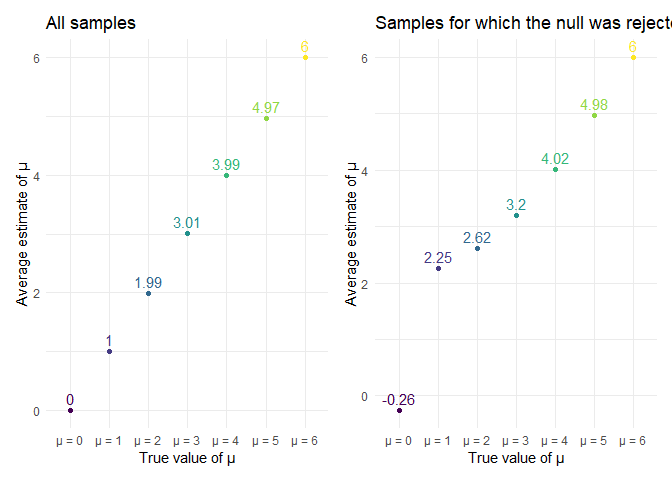 All samples
Average estimate of µ
6
4
2
0
0
1
1.99
3.01
3.99
4.97
6
µ = 0 µ = 1 µ = 2 µ = 3 µ = 4 µ = 5 µ = 6
True value of µ
Samples for which the null was rejecte
Average estimate of µ
6
4
2
0
-0.26
2.25
2.62
3.2
4.02
4.98
6
µ = 0 µ = 1 µ = 2 µ = 3 µ = 4 µ = 5 µ = 6
True value of µ